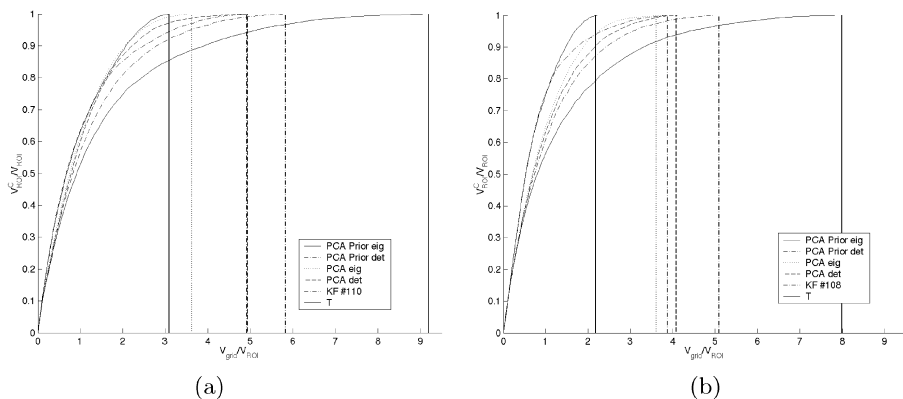 1
0.9
0.8
0.7
0.6
0.5
0.4
0.3
0.2
0.1
0
0 1 2 3 4 5 6 7 8 9
V^C_ROI/V_ROI
V_grid/V_ROI
PCA Prior eig
PCA Prior det
PCA eig
PCA det
KF #110
T
(a)
1
0.9
0.8
0.7
0.6
0.5
0.4
0.3
0.2
0.1
0
0 1 2 3 4 5 6 7 8 9
V^C_ROI/V_ROI
V_grid/V_ROI
PCA Prior eig
PCA Prior det
PCA eig
PCA det
KF #108
T
(b)